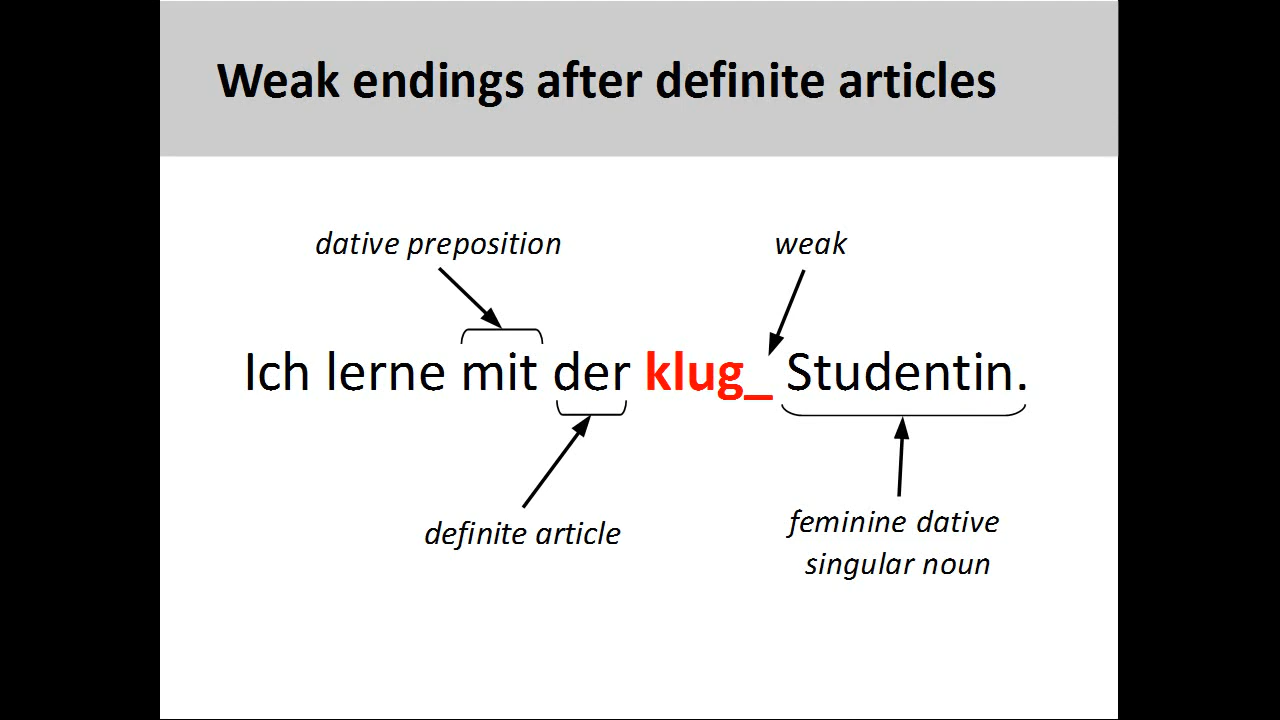 Weak endings after definite articles
dative preposition
weak
Ich lerne mit der klug_ Studentin.
definite article
feminine dative
singular noun